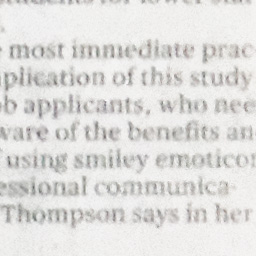 most immediate prac-
plication of this study
ob applicants, who nee
ware of the benefits an
using smiley emoticon
essional communica-
Thompson says in her